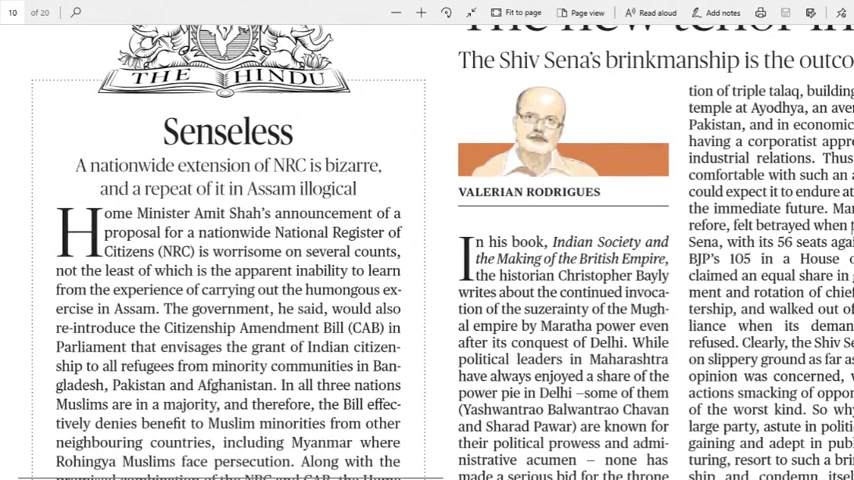 10 of 20
Fit to page
Page view
Read aloud
Add notes
THE HINDU
Senseless
A nationwide extension of NRC is bizarre,
and a repeat of it in Assam illogical
Home Minister Amit Shah's announcement of a
proposal for a nationwide National Register of
Citizens (NRC) is worrisome on several counts,
not the least of which is the apparent inability to learn
from the experience of carrying out the humongous ex-
ercise in Assam. The government, he said, would also
re-introduce the Citizenship Amendment Bill (CAB) in
Parliament that envisages the grant of Indian citizen-
ship to all refugees from minority communities in Ban-
gladesh, Pakistan and Afghanistan. In all three nations
Muslims are in a majority, and therefore, the Bill effec-
tively denies benefit to Muslim minorities from other
neighbouring countries, including Myanmar where
Rohingya Muslims face persecution. Along with the
The Shiv Sena's brinkmanship is the outco
VALERIAN RODRIGUES
In his book, Indian Society and
the Making of the British Empire,
the historian Christopher Bayly
writes about the continued invoca-
tion of the suzerainty of the Mugh-
al empire by Maratha power even
after its conquest of Delhi. While
political leaders in Maharashtra
have always enjoyed a share of the
power pie in Delhi —some of them
(Yashwantrao Balwantrao Chavan
and Sharad Pawar) are known for
their political prowess and admi-
nistrative acumen – none has
made a serious bid for the throne
tion of triple talaq, building
temple at Ayodhya, an aver
Pakistan, and in economic
having a corporatist appro
industrial relations. Thus
comfortable with such an a
could expect it to endure at
the immediate future. Mar
refore, felt betrayed when t
Sena, with its 56 seats agai
BJP's 105 in a House o
claimed an equal share in g
ment and rotation of chief
tership, and walked out of
liance when its deman
refused. Clearly, the Shiv Se
on slippery ground as far as
opinion was concerned, w
actions smacking of oppor
of the worst kind. So why
large party, astute in politi
gaining and adept in publ
turing, resort to such a brin
ship and condemn itsel